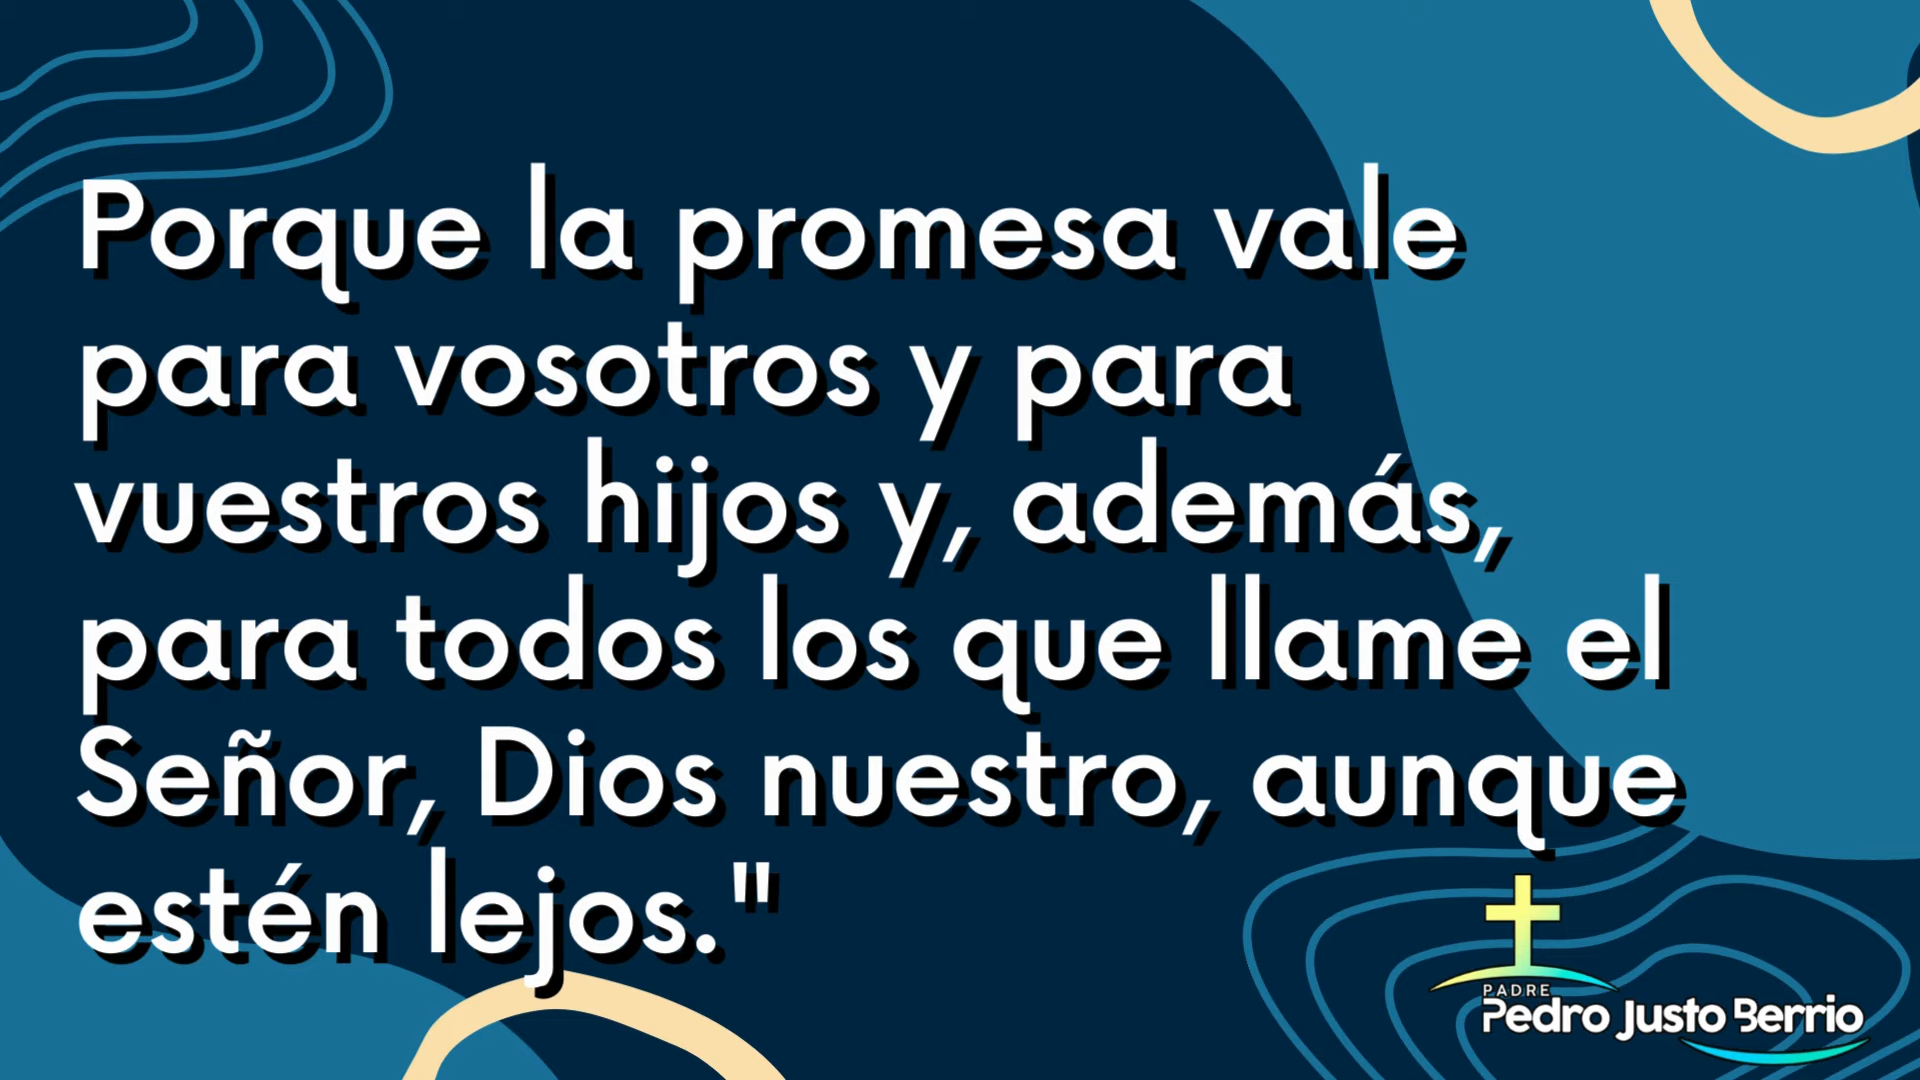 Porque la promesa vale
para vosotros y para
vuestros hijos y, además,
para todos los que llame el
Señor, Dios nuestro, aunque
estén lejos."
PADRE
Pedro Justo Berrio